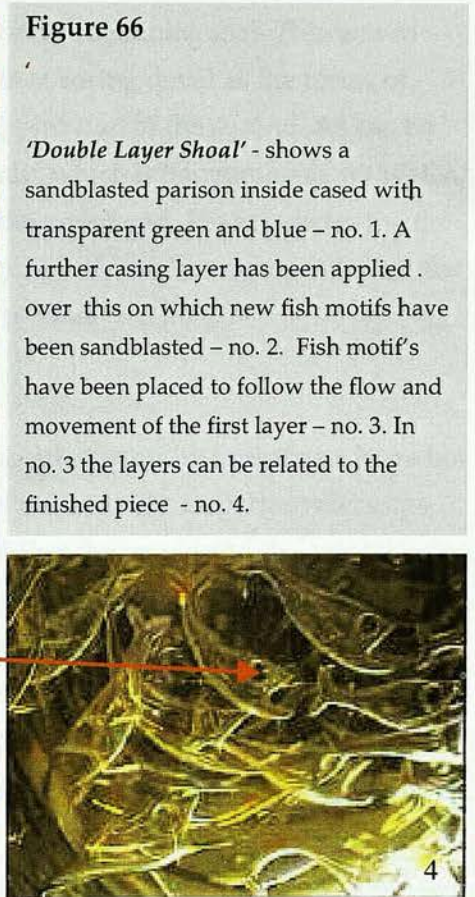 Figure 66
'Double Layer Shoal' - shows a
sandblasted parison inside cased with
transparent green and blue – no. 1. A
further casing layer has been applied .
over this on which new fish motifs have
been sandblasted – no. 2. Fish motif's
have been placed to follow the flow and
movement of the first layer – no. 3. In
no. 3 the layers can be related to the
finished piece - no. 4.
4